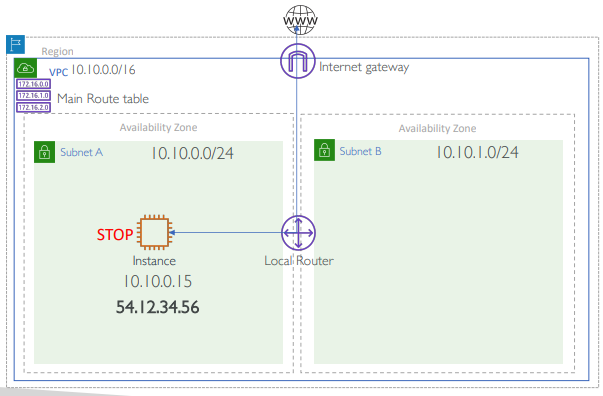 WWW
Region
Internet gateway
VPC 10.10.0.0/16
172.16.0.0
172.16.1.0
172.16.2.0
Main Route table
Availability Zone
Availability Zone
Subnet A
10.10.0.0/24
Subnet B
10.10.1.0/24
STOP
Instance
Local Router
10.10.0.15
54.12.34.56